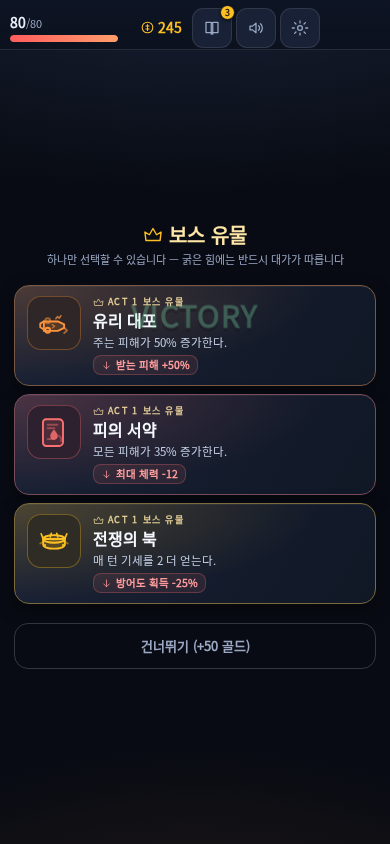 80/80
245
3
보스 유물
하나만 선택할 수 있습니다 — 굵은 힘에는 반드시 대가가 따릅니다
ACT 1 보스 유물
VICTORY
유리 대포
주는 피해가 50% 증가한다.
↓ 받는 피해 +50%
ACT 1 보스 유물
피의 서약
모든 피해가 35% 증가한다.
↓ 최대 체력 -12
ACT 1 보스 유물
전쟁의 북
매 턴 기세를 2 더 얻는다.
↓ 방어도 획득 -25%
건너뛰기 (+50 골드)